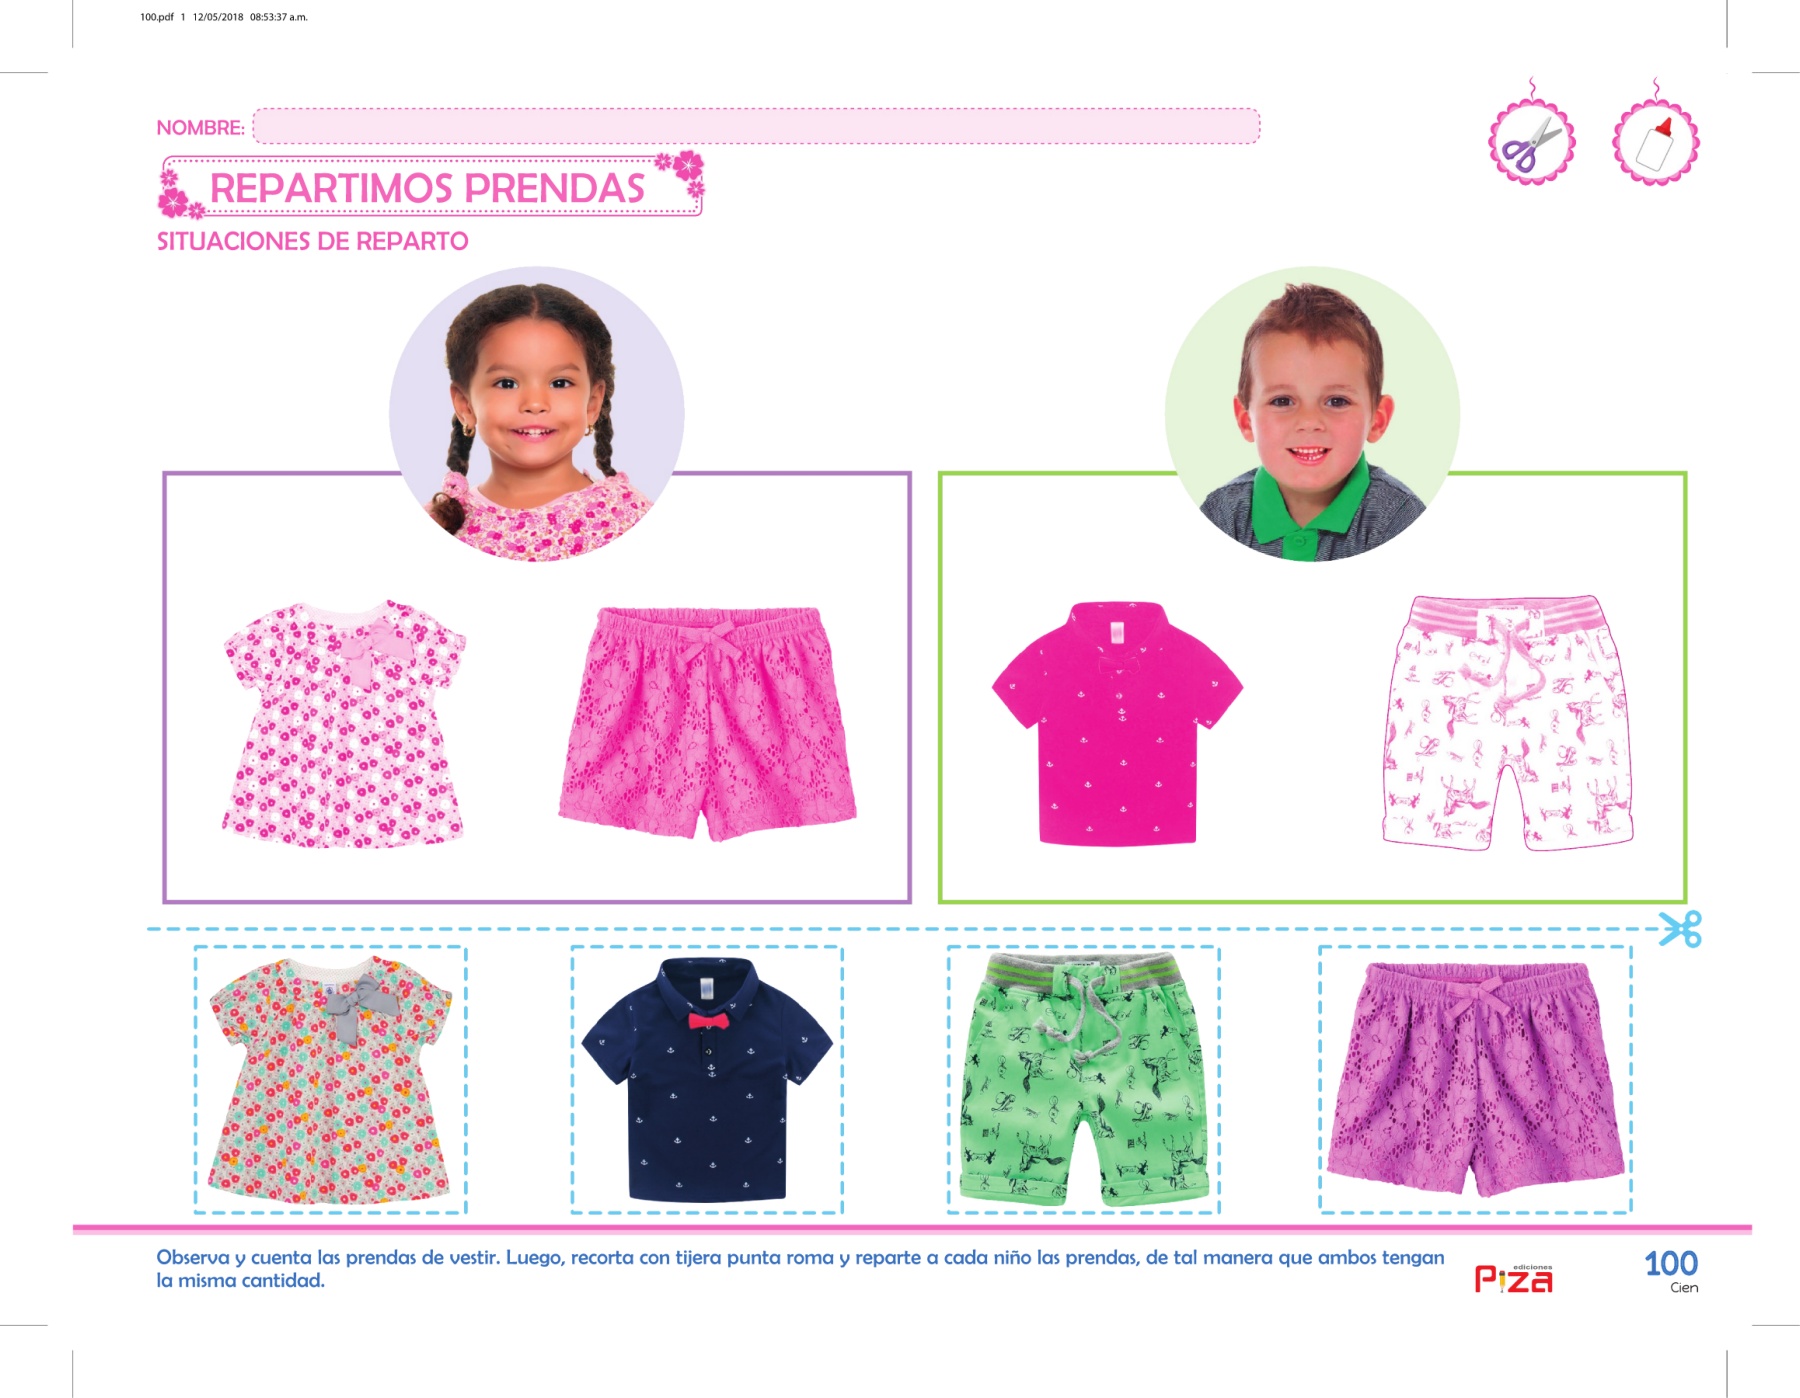 100.pdf 1 12/05/2018 08:53:37 a.m.
NOMBRE:
REPARTIMOS PRENDAS
SITUACIONES DE REPARTO
Observa y cuenta las prendas de vestir. Luego, recorta con tijera punta roma y reparte a cada niño las prendas, de tal manera que ambos tengan
la misma cantidad.
ediciones
Piza
100
Cien